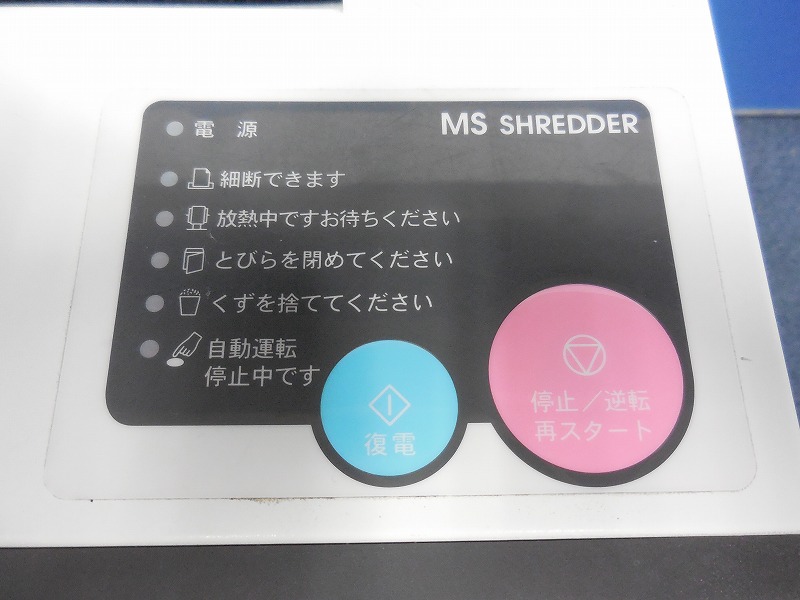 電 源
MS SHREDDER
細断できます
放熱中ですお待ちください
とびらを閉めてください
くずを捨ててください
自動運転
停止中です
復電
停止／逆転
再スタート